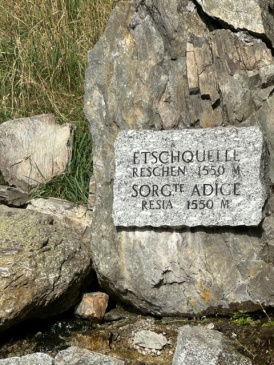 ETSCHQUELLE
RESCHEN 1550 M
SORG.TE ADIGE
RESIA 1550 M